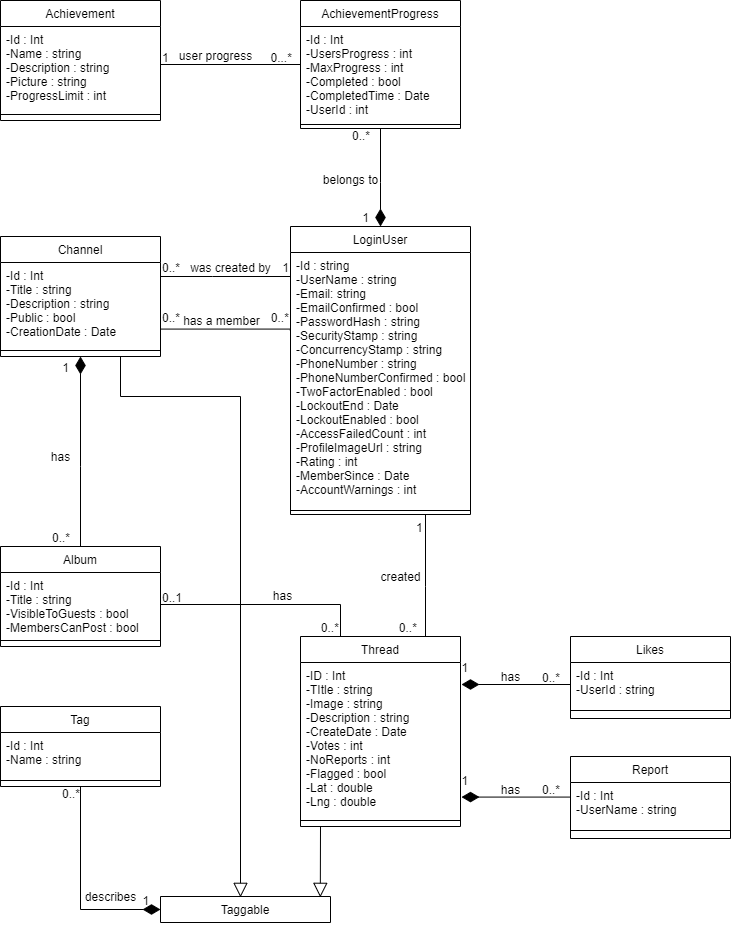 Achievement
-Id : Int
-Name : string
-Description : string
-Picture : string
-ProgressLimit : int
1 user progress 0...*
AchievementProgress
-Id : Int
-UsersProgress : int
-MaxProgress : int
-Completed : bool
-CompletedTime : Date
-UserId : int
0..*
belongs to
1
Channel
-Id : Int
-Title : string
-Description : string
-Public : bool
-CreationDate : Date
0..* was created by 1
0..* has a member 0..*
LoginUser
-Id : string
-UserName : string
-Email: string
-EmailConfirmed : bool
-PasswordHash : string
-SecurityStamp : string
-ConcurrencyStamp : string
-PhoneNumber : string
-PhoneNumberConfirmed : bool
-TwoFactorEnabled : bool
-LockoutEnd : Date
-LockoutEnabled : bool
-AccessFailedCount : int
-ProfileImageUrl : string
-Rating : int
-MemberSince : Date
-AccountWarnings : int
1
has
0..*
1
created
0..*
Album
-Id : Int
-Title : string
-VisibleToGuests : bool
-MembersCanPost : bool
0..1 has 0..*
Thread
-ID : Int
-TItle : string
-Image : string
-Description : string
-CreateDate : Date
-Votes : int
-NoReports : int
-Flagged : bool
-Lat : double
-Lng : double
1 has 0..*
Likes
-Id : Int
-UserId : string
1 has 0..*
Report
-Id : Int
-UserName : string
Tag
-Id : Int
-Name : string
0..*
describes 1
Taggable